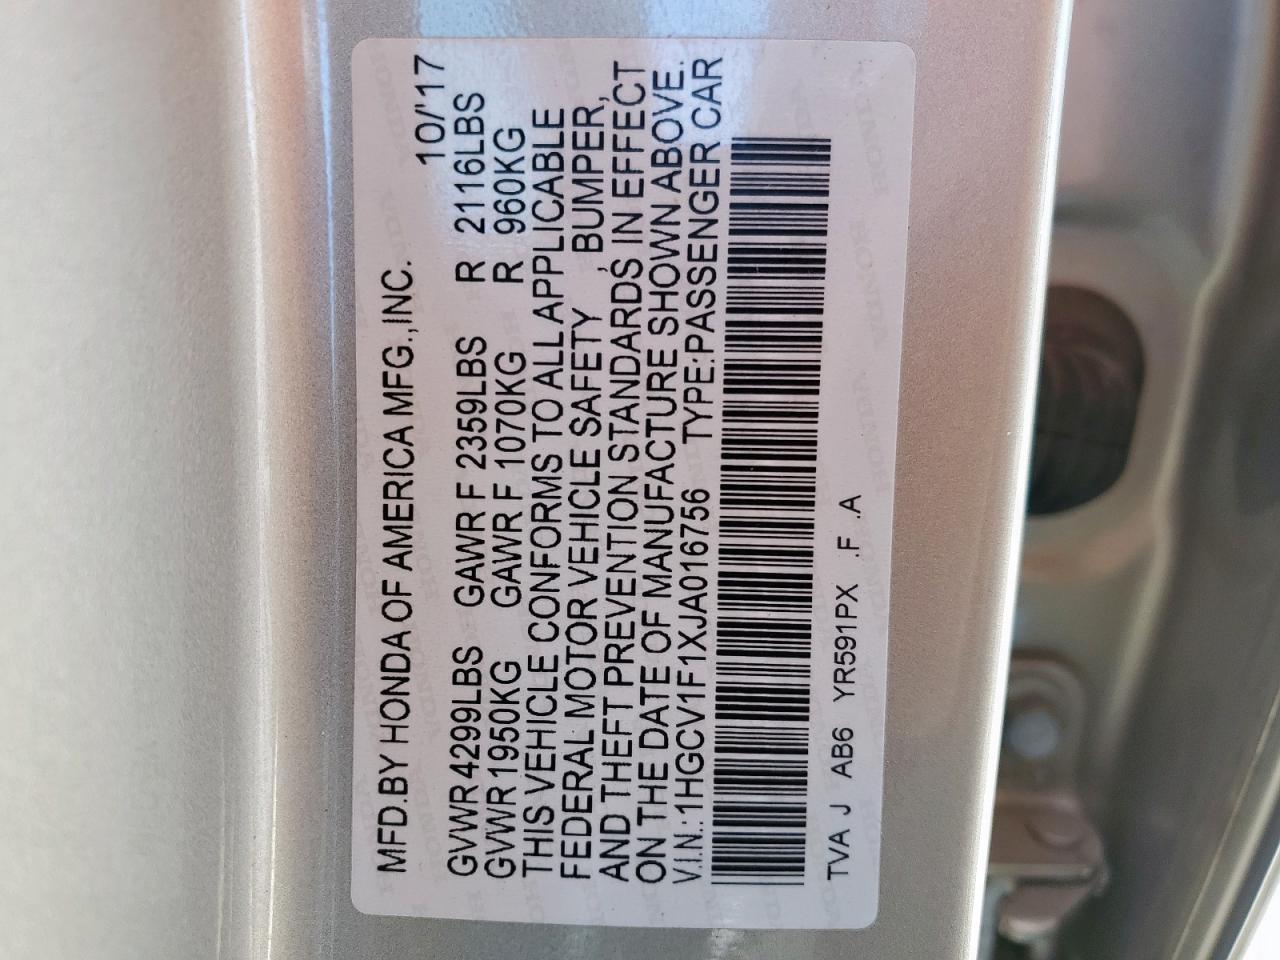 MFD.BY HONDA OF AMERICA MFG.,INC. 10/'17
GVWR 4299LBS GAWR F 2359LBS R 2116LBS
GVWR 1950KG GAWR F 1070KG R 960KG
THIS VEHICLE CONFORMS TO ALL APPLICABLE
FEDERAL MOTOR VEHICLE SAFETY , BUMPER,
AND THEFT PREVENTION STANDARDS IN EFFECT
ON THE DATE OF MANUFACTURE SHOWN ABOVE.
V.I.N.: 1HGCV1F1XJA016756 TYPE:PASSENGER CAR
TVA J AB6 YR591PX .F .A